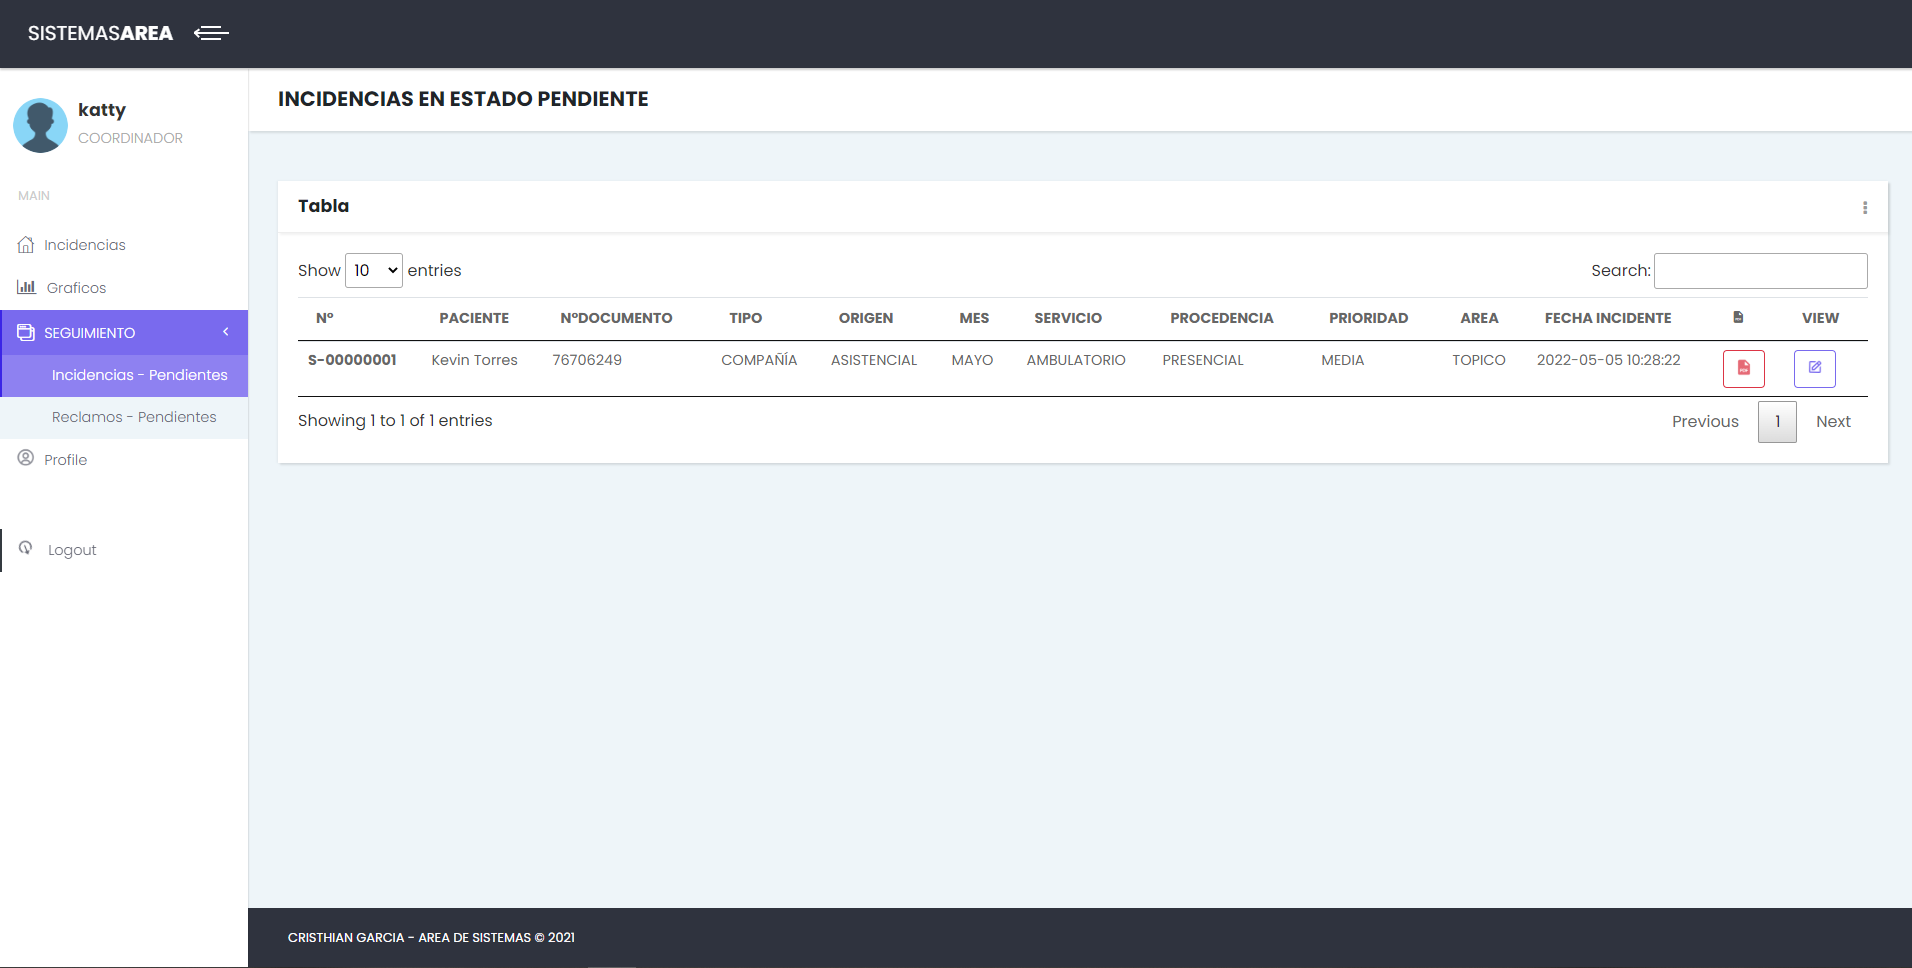 SISTEMASAREA
katty
COORDINADOR
MAIN
Incidencias
Graficos
SEGUIMIENTO
Incidencias - Pendientes
Reclamos - Pendientes
Profile
Logout
INCIDENCIAS EN ESTADO PENDIENTE
Tabla
Show 10 entries Search:
N° PACIENTE N°DOCUMENTO TIPO ORIGEN MES SERVICIO PROCEDENCIA PRIORIDAD AREA FECHA INCIDENTE VIEW
S-00000001 Kevin Torres 76706249 COMPAÑÍA ASISTENCIAL MAYO AMBULATORIO PRESENCIAL MEDIA TOPICO 2022-05-05 10:28:22
Showing 1 to 1 of 1 entries Previous 1 Next
CRISTHIAN GARCIA - AREA DE SISTEMAS © 2021